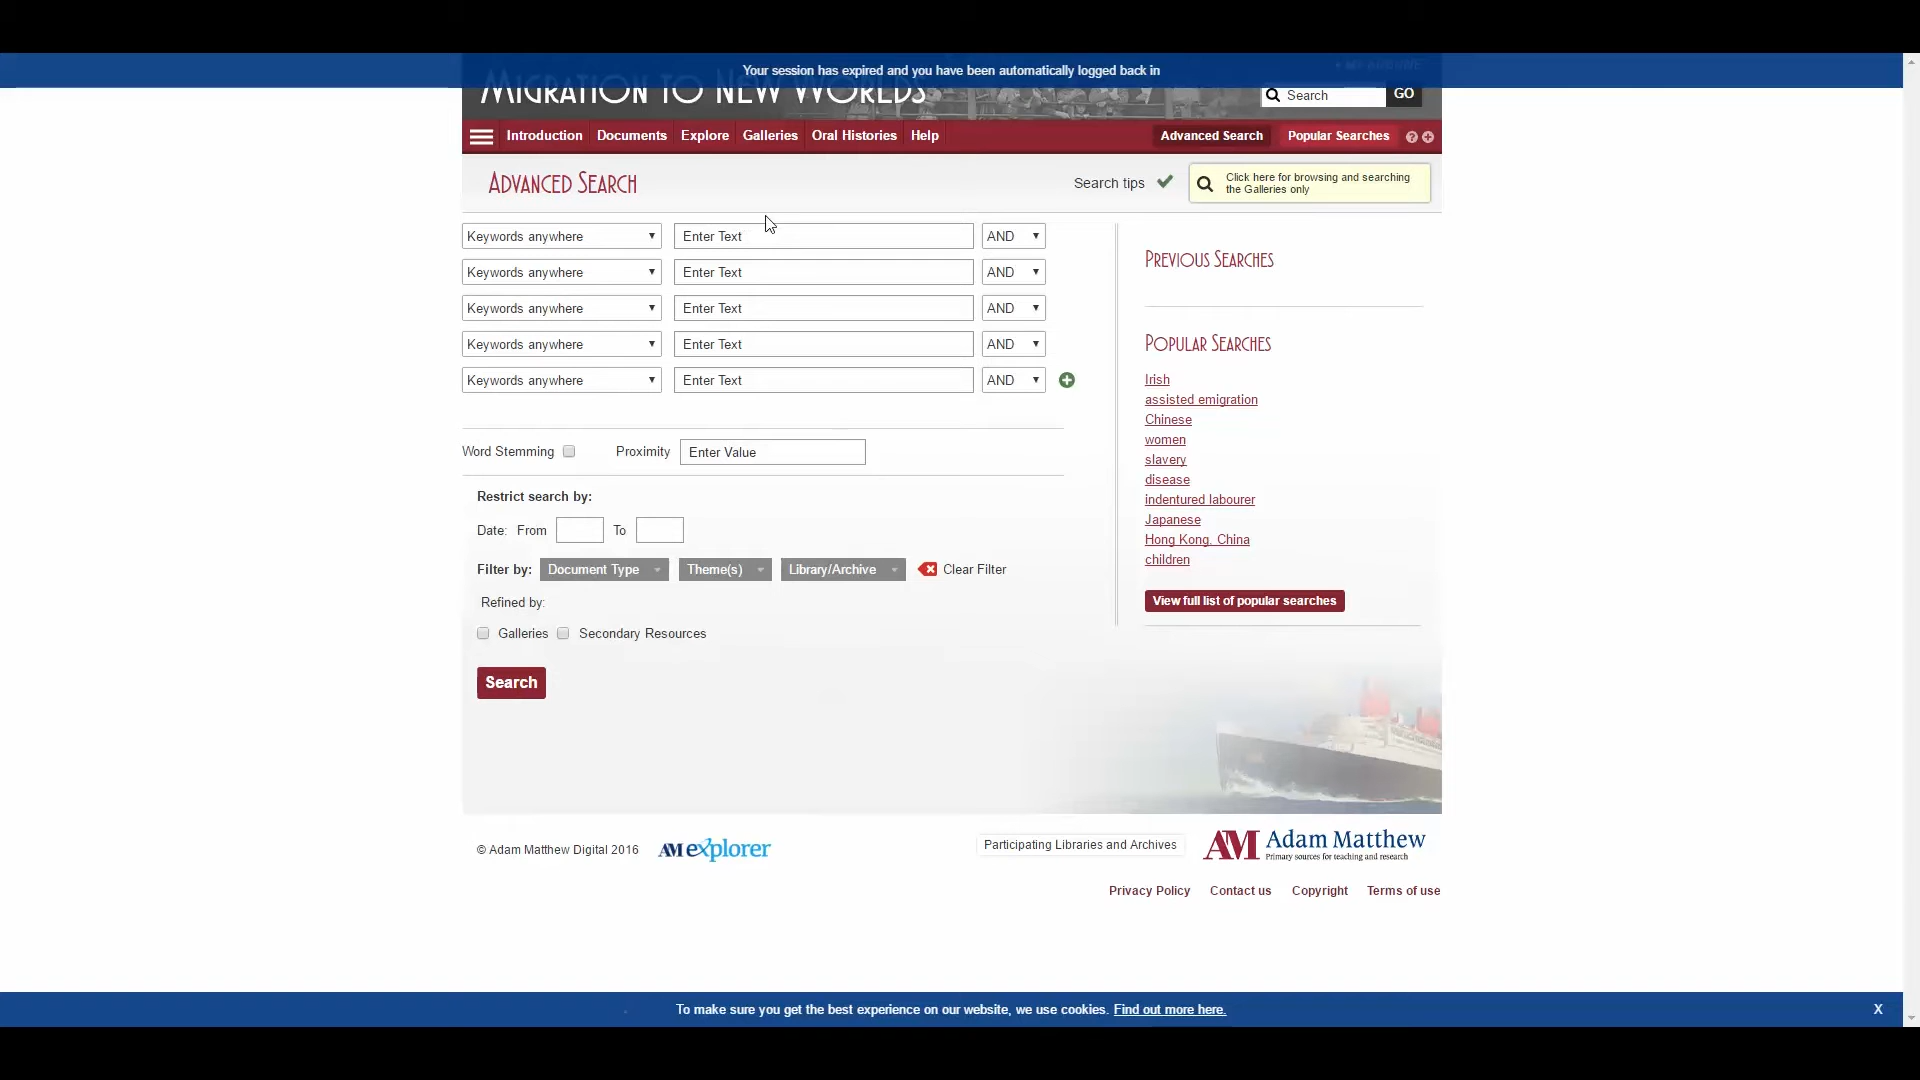 Your session has expired and you have been automatically logged back in
MIGRATION TO NEW WORLDS
Search GO
Introduction Documents Explore Galleries Oral Histories Help Advanced Search Popular Searches
ADVANCED SEARCH
Search tips
Click here for browsing and searching
the Galleries only
Keywords anywhere Enter Text AND
Keywords anywhere Enter Text AND
Keywords anywhere Enter Text AND
Keywords anywhere Enter Text AND
Keywords anywhere Enter Text AND
Word Stemming Proximity Enter Value
Restrict search by:
Date: From To
Filter by: Document Type Theme(s) Library/Archive Clear Filter
Refined by:
Galleries Secondary Resources
Search
PREVIOUS SEARCHES
POPULAR SEARCHES
Irish
assisted emigration
Chinese
women
slavery
disease
indentured labourer
Japanese
Hong Kong. China
children
View full list of popular searches
© Adam Matthew Digital 2016 AM explorer Participating Libraries and Archives AM Adam Matthew
Primary sources for teaching and research
Privacy Policy Contact us Copyright Terms of use
To make sure you get the best experience on our website, we use cookies. Find out more here. X